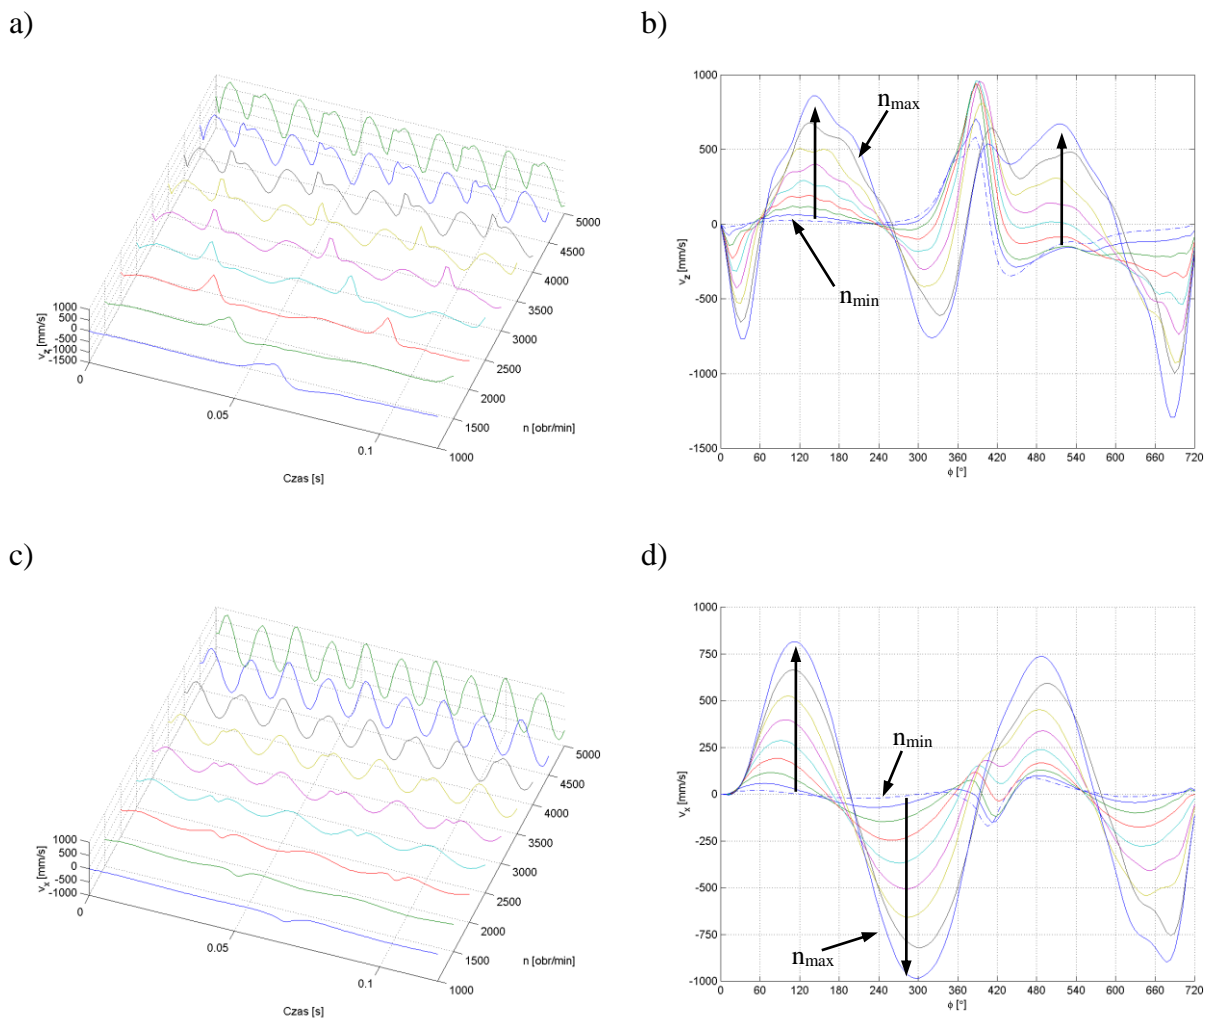 a)
1000
500
0
-500
-1000
-1500
v_z [mm/s]
0
0.05
0.1
Czas [s]
1000
1500
2000
2500
3000
3500
4000
4500
5000
n [obr/min]
b)
1000
500
0
-500
-1000
-1500
v_z [mm/s]
n_max
n_min
0 60 120 180 240 300 360 420 480 540 600 660 720
ϕ [°]
c)
1000
500
0
-500
-1000
v_x [mm/s]
0
0.05
0.1
Czas [s]
1000
1500
2000
2500
3000
3500
4000
4500
5000
n [obr/min]
d)
1000
750
500
250
0
-250
-500
-750
-1000
v_x [mm/s]
n_min
n_max
0 60 120 180 240 300 360 420 480 540 600 660 720
ϕ [°]